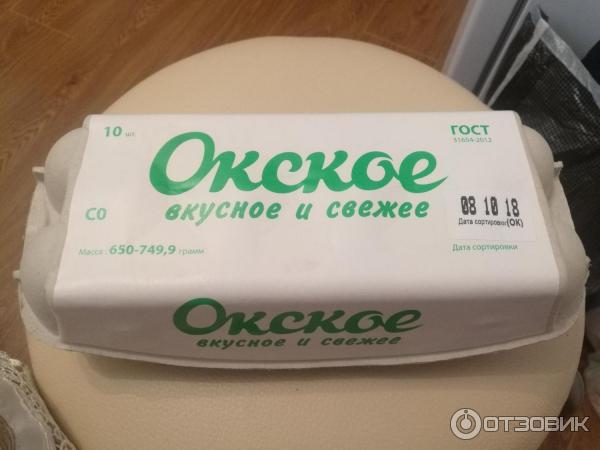 10 шт.
ГОСТ
31654-2012
Окское
вкусное и свежее
С0
08 10 18
Дата сортировки(ОК)
Масса : 650-749,9 грамм
Дата сортировки
Окское
вкусное и свежее
ОТЗОВИК